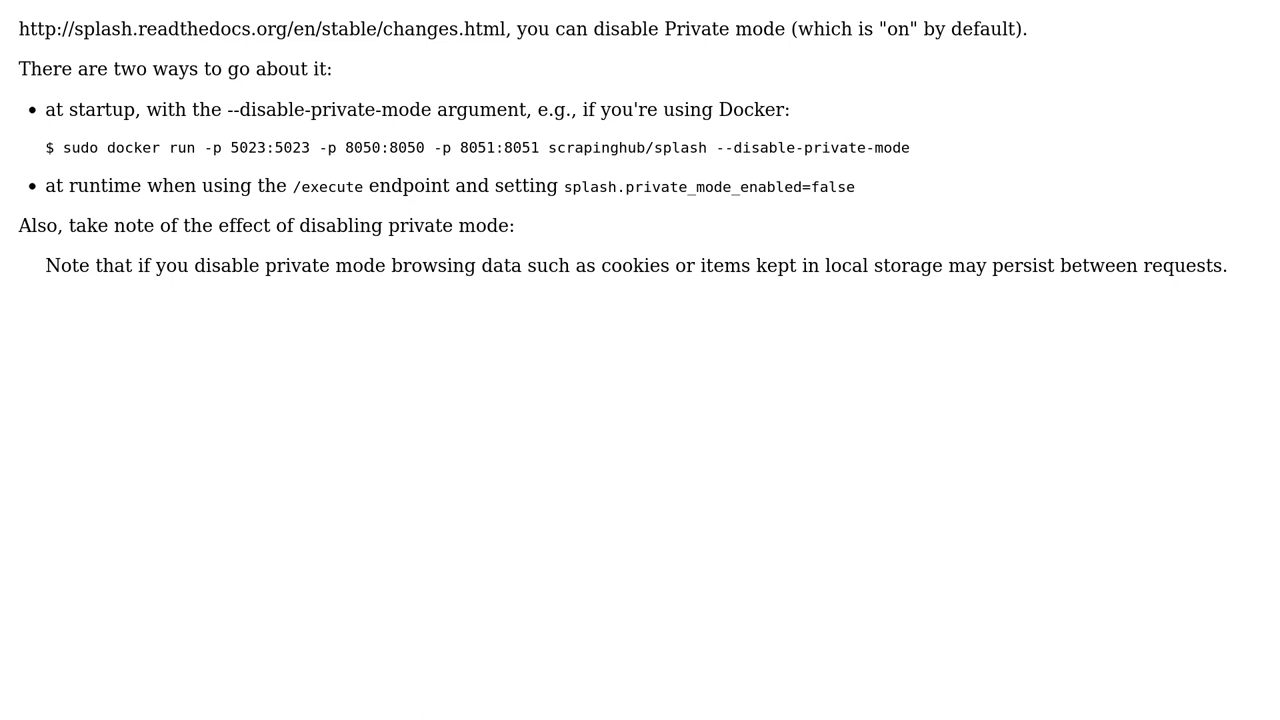 http://splash.readthedocs.org/en/stable/changes.html, you can disable Private mode (which is "on" by default).
There are two ways to go about it:
• at startup, with the --disable-private-mode argument, e.g., if you're using Docker:
$ sudo docker run -p 5023:5023 -p 8050:8050 -p 8051:8051 scrapinghub/splash --disable-private-mode
• at runtime when using the /execute endpoint and setting splash.private_mode_enabled=false
Also, take note of the effect of disabling private mode:
Note that if you disable private mode browsing data such as cookies or items kept in local storage may persist between requests.